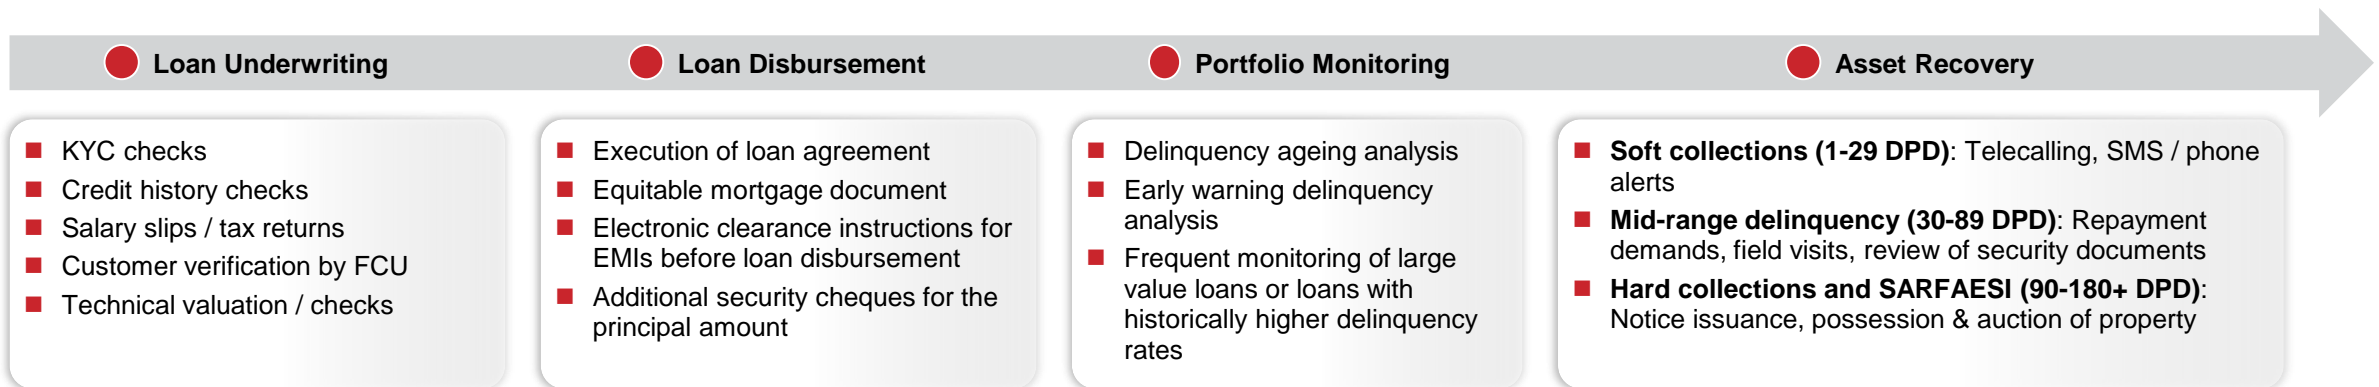 Loan Underwriting
Loan Disbursement
Portfolio Monitoring
Asset Recovery
KYC checks
Credit history checks
Salary slips / tax returns
Customer verification by FCU
Technical valuation / checks
Execution of loan agreement
Equitable mortgage document
Electronic clearance instructions for
EMIs before loan disbursement
Additional security cheques for the
principal amount
Delinquency ageing analysis
Early warning delinquency
analysis
Frequent monitoring of large
value loans or loans with
historically higher delinquency
rates
Soft collections (1-29 DPD): Telecalling, SMS / phone
alerts
Mid-range delinquency (30-89 DPD): Repayment
demands, field visits, review of security documents
Hard collections and SARFAESI (90-180+ DPD):
Notice issuance, possession & auction of property